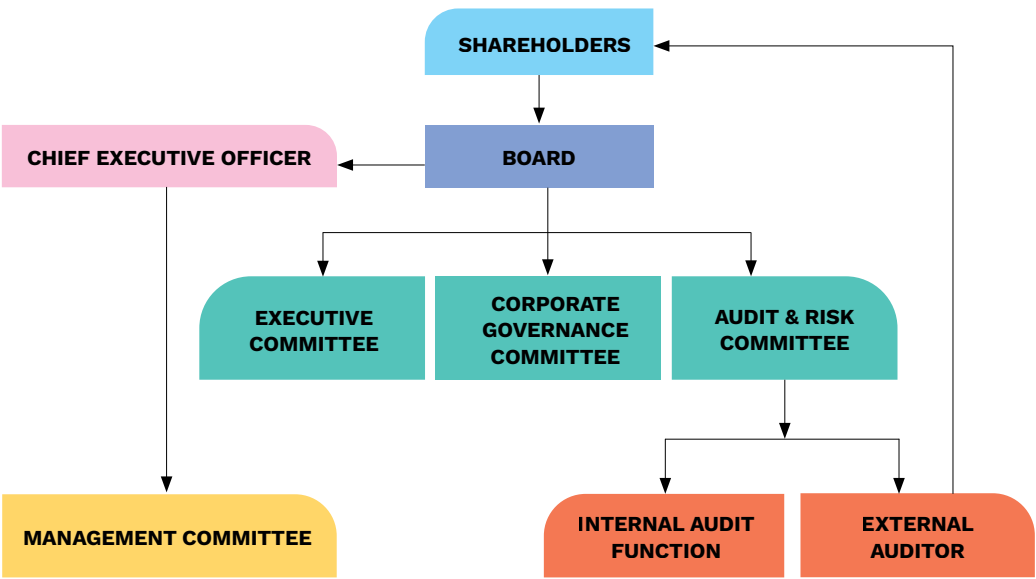 SHAREHOLDERS
CHIEF EXECUTIVE OFFICER
BOARD
EXECUTIVE
COMMITTEE
CORPORATE
GOVERNANCE
COMMITTEE
AUDIT & RISK
COMMITTEE
MANAGEMENT COMMITTEE
INTERNAL AUDIT
FUNCTION
EXTERNAL
AUDITOR